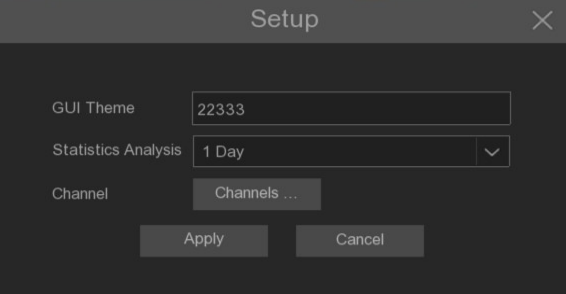 Setup
GUI Theme 22333
Statistics Analysis 1 Day
Channel Channels ...
Apply Cancel